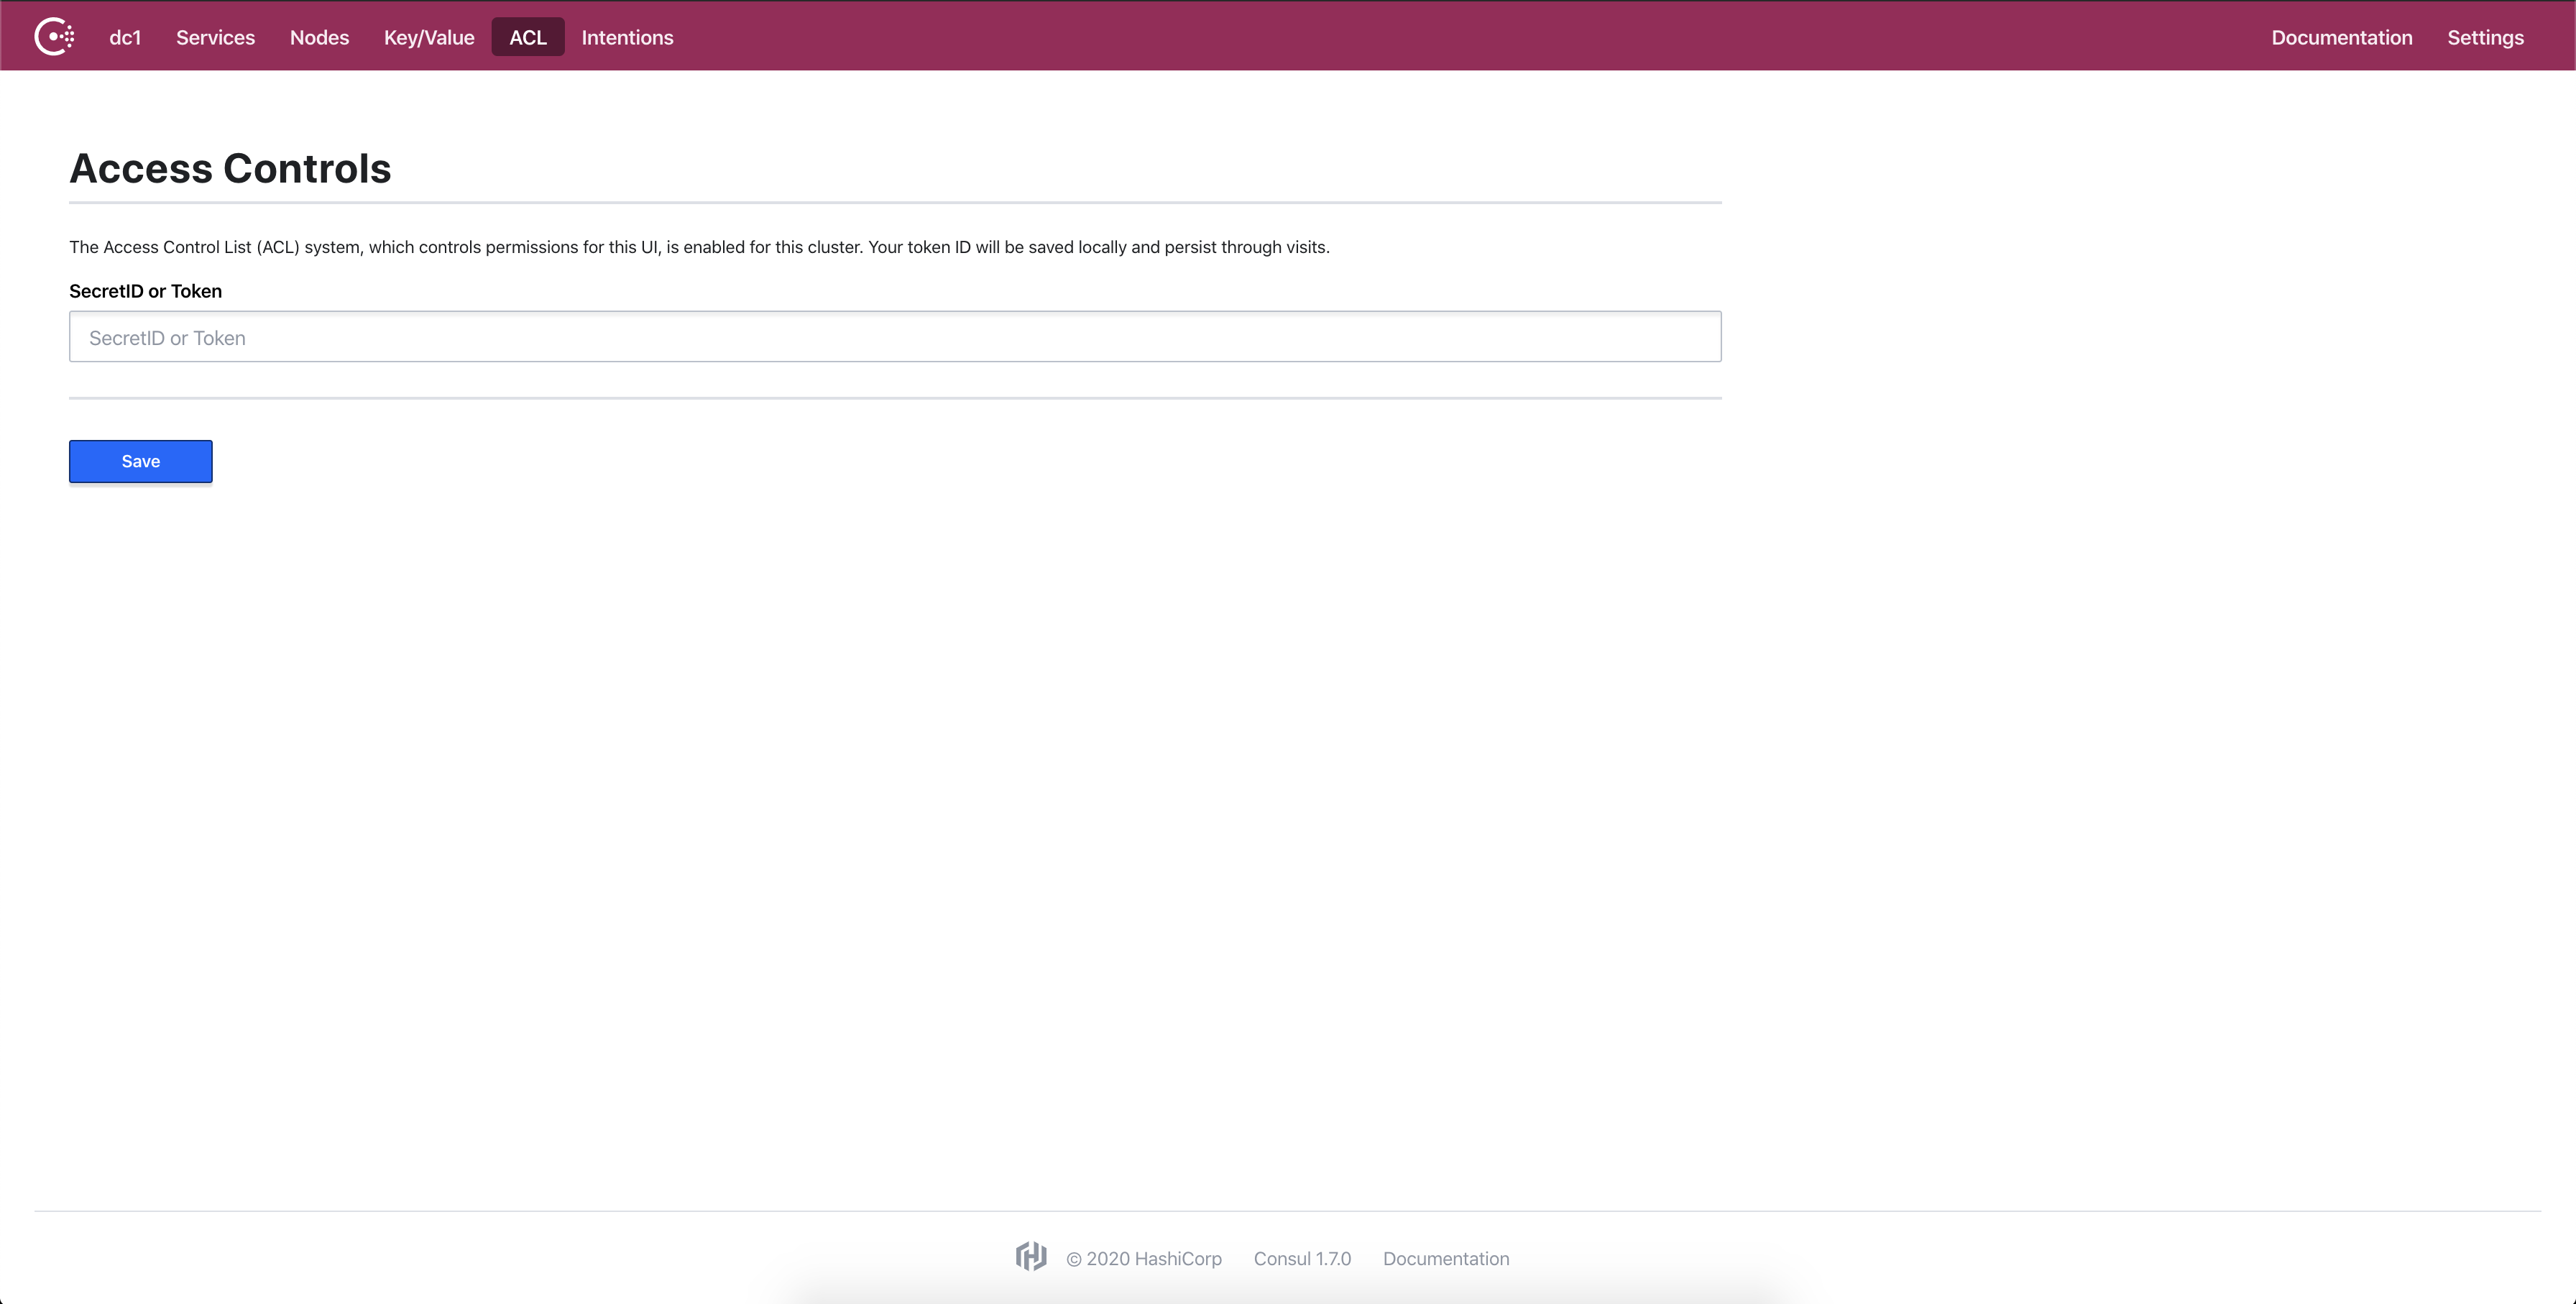 dc1 Services Nodes Key/Value ACL Intentions Documentation Settings
Access Controls
The Access Control List (ACL) system, which controls permissions for this UI, is enabled for this cluster. Your token ID will be saved locally and persist through visits.
SecretID or Token
SecretID or Token
Save
© 2020 HashiCorp Consul 1.7.0 Documentation